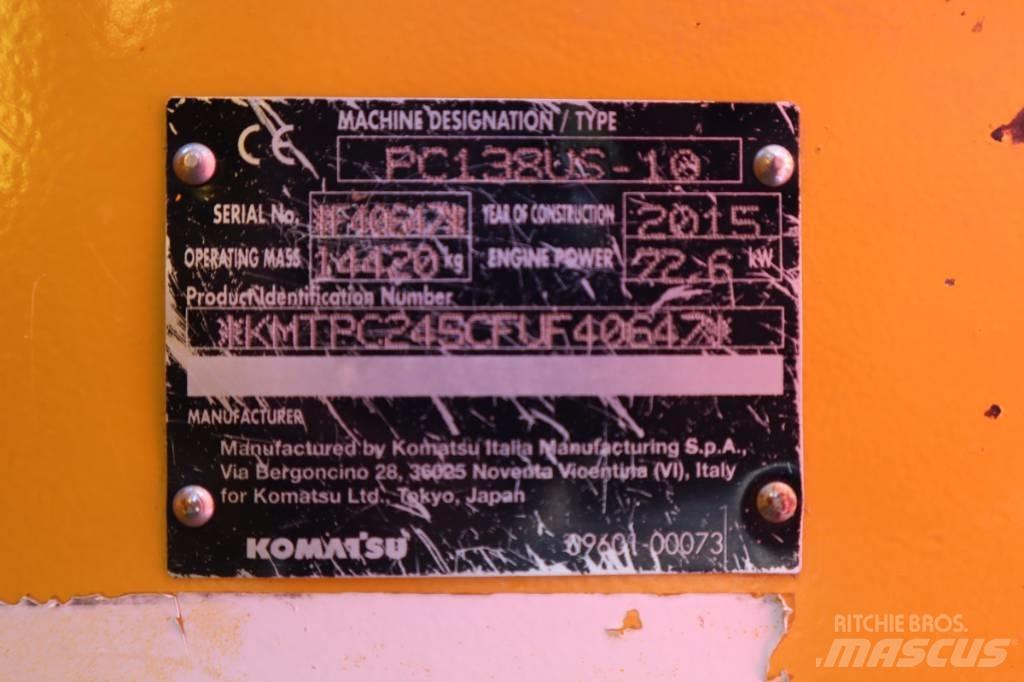 CE
MACHINE DESIGNATION / TYPE
PC138US-10
SERIAL No. *F40647* YEAR OF CONSTRUCTION 2015
OPERATING MASS 14420 kg ENGINE POWER 72.6 kW
Product Identification Number
*KMTPC245CFUF40647*
MANUFACTURER
Manufactured by Komatsu Italia Manufacturing S.p.A.,
Via Bergoncino 28, 36025 Noventa Vicentina (VI), Italy
for Komatsu Ltd., Tokyo, Japan
KOMATSU 09601-00073
RITCHIE BROS.
MASCUS